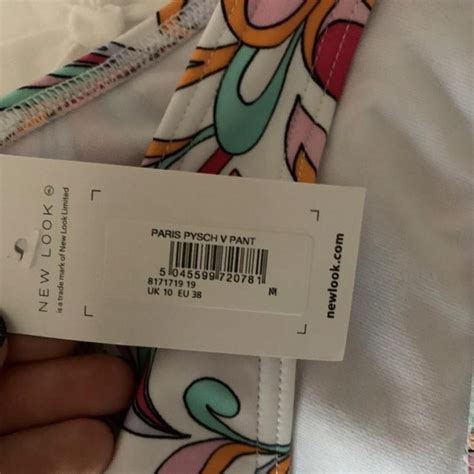 NEW LOOK
is a trade mark of New Look Limited
PARIS PYSCH V PANT
5 045599 720781
8171719 19
UK 10 EU 38
newlook.com